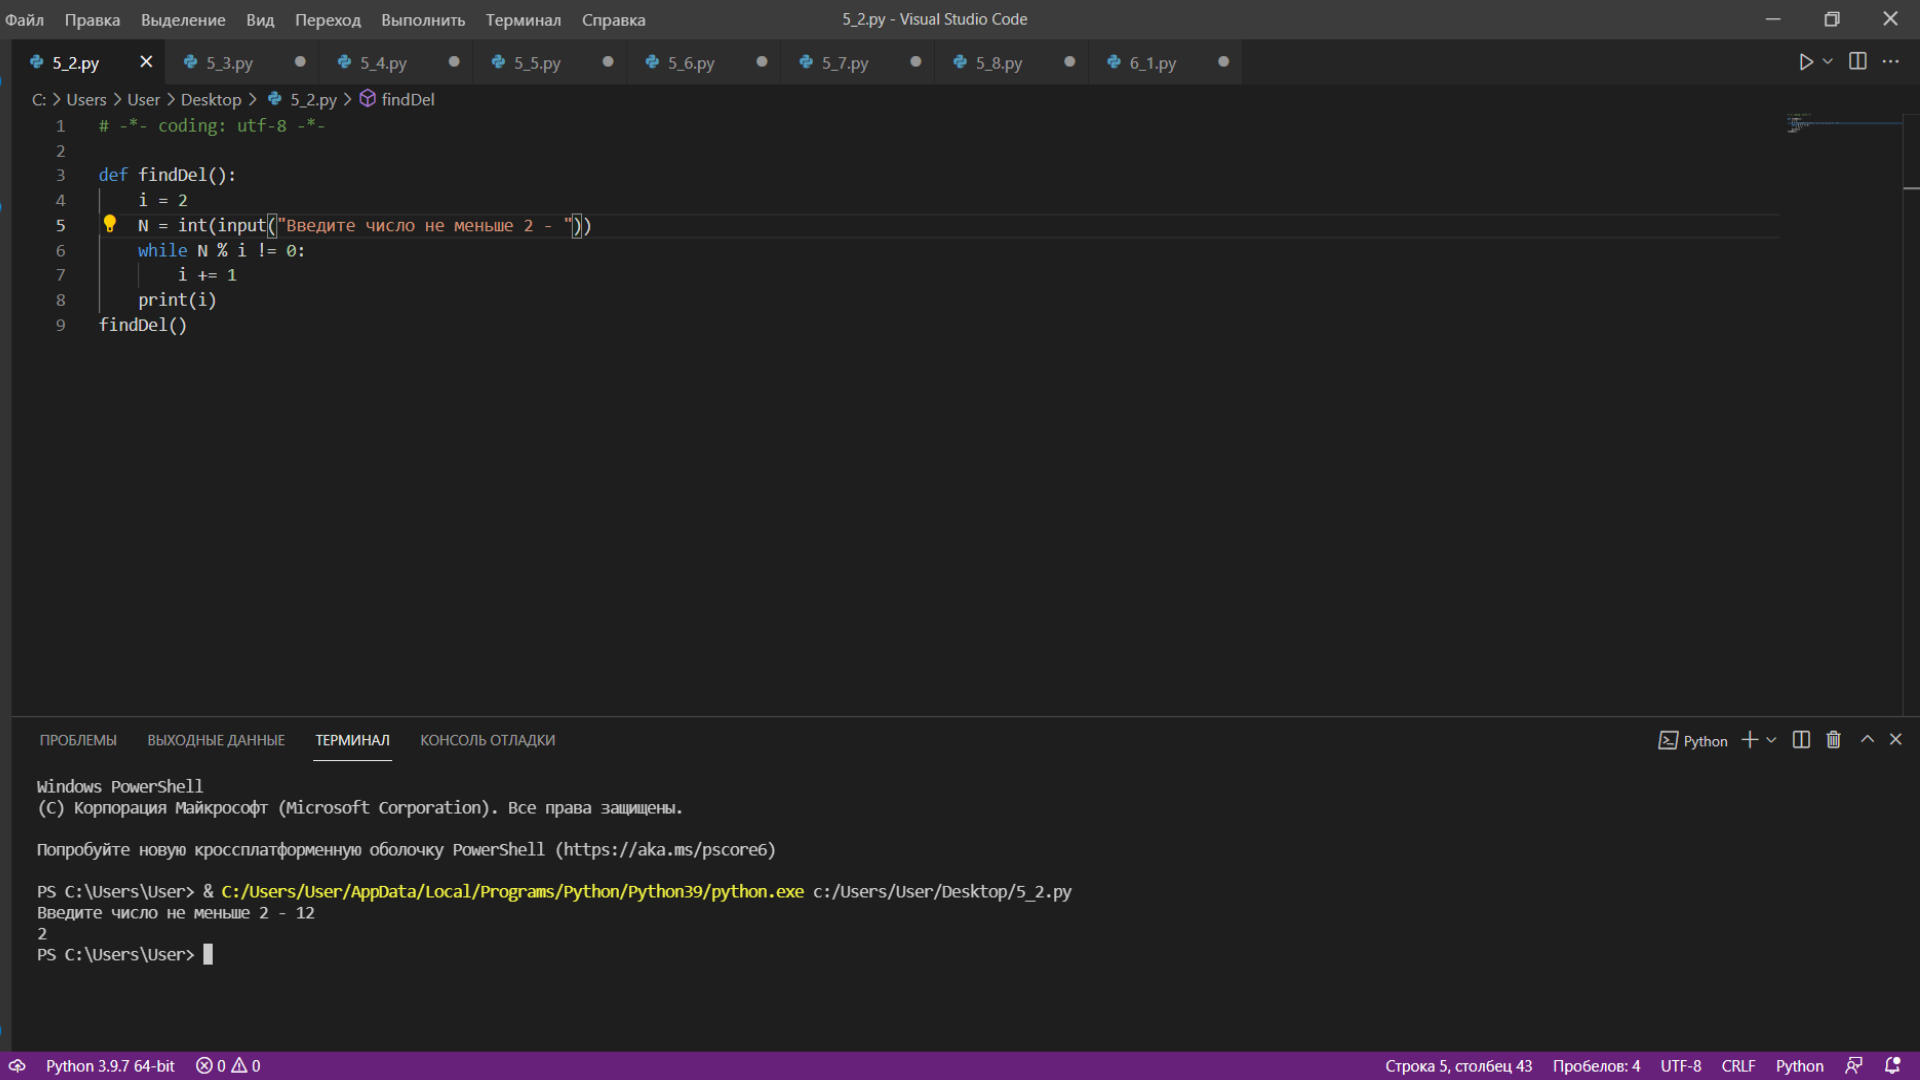 Файл Правка Выделение Вид Переход Выполнить Терминал Справка 5_2.py - Visual Studio Code
5_2.py 5_3.py 5_4.py 5_5.py 5_6.py 5_7.py 5_8.py 6_1.py
C: > Users > User > Desktop > 5_2.py > findDel
1 # -*- coding: utf-8 -*-
2
3 def findDel():
4 i = 2
5 N = int(input("Введите число не меньше 2 - "))
6 while N % i != 0:
7 i += 1
8 print(i)
9 findDel()
ПРОБЛЕМЫ ВЫХОДНЫЕ ДАННЫЕ ТЕРМИНАЛ КОНСОЛЬ ОТЛАДКИ Python
Windows PowerShell
(C) Корпорация Майкрософт (Microsoft Corporation). Все права защищены.
Попробуйте новую кроссплатформенную оболочку PowerShell (https://aka.ms/pscore6)
PS C:\Users\User> & C:/Users/User/AppData/Local/Programs/Python/Python39/python.exe c:/Users/User/Desktop/5_2.py
Введите число не меньше 2 - 12
2
PS C:\Users\User>
Python 3.9.7 64-bit 0 0 Строка 5, столбец 43 Пробелов: 4 UTF-8 CRLF Python